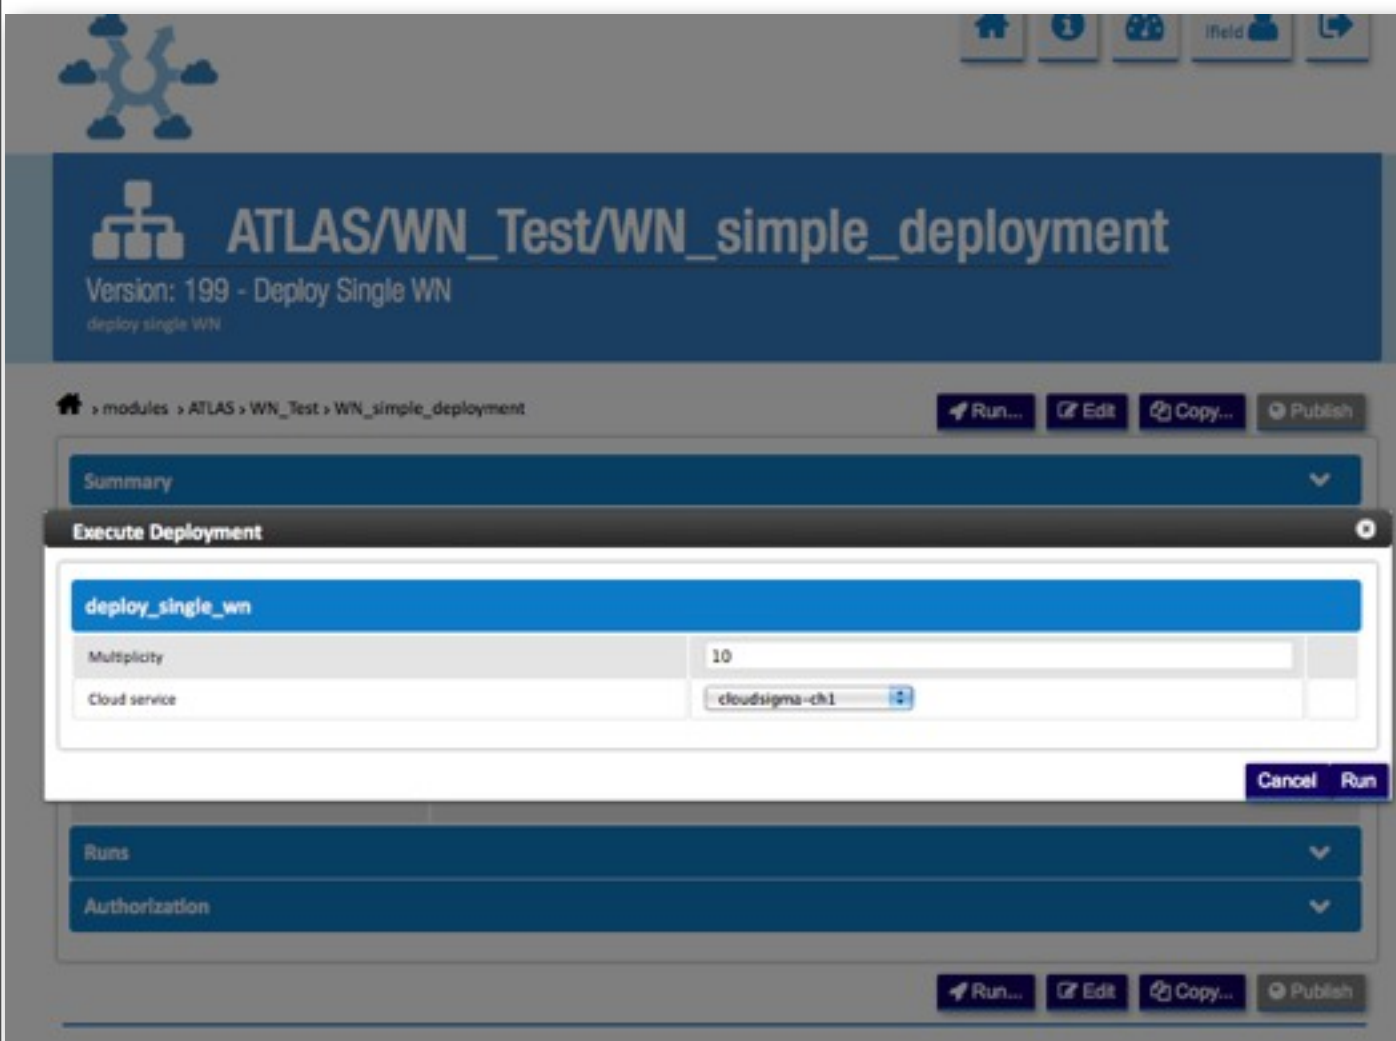 ifield
ATLAS/WN_Test/WN_simple_deployment
Version: 199 - Deploy Single WN
deploy single WN
› modules › ATLAS › WN_Test › WN_simple_deployment
Run... Edit Copy... Publish
Summary
Execute Deployment
deploy_single_wn
Multiplicity 10
Cloud service cloudsigma-ch1
Cancel Run
Runs
Authorization
Run... Edit Copy... Publish